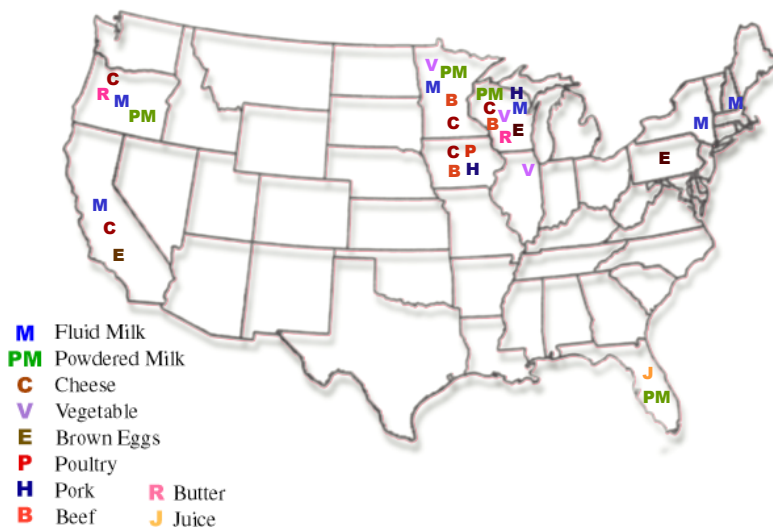 V PM
C
R M
PM
M
B
C
PM H
C M
V
B E
R
C P
B H
V
M
M
E
M
C
E
J
PM
M Fluid Milk
PM Powdered Milk
C Cheese
V Vegetable
E Brown Eggs
P Poultry
H Pork R Butter
B Beef J Juice